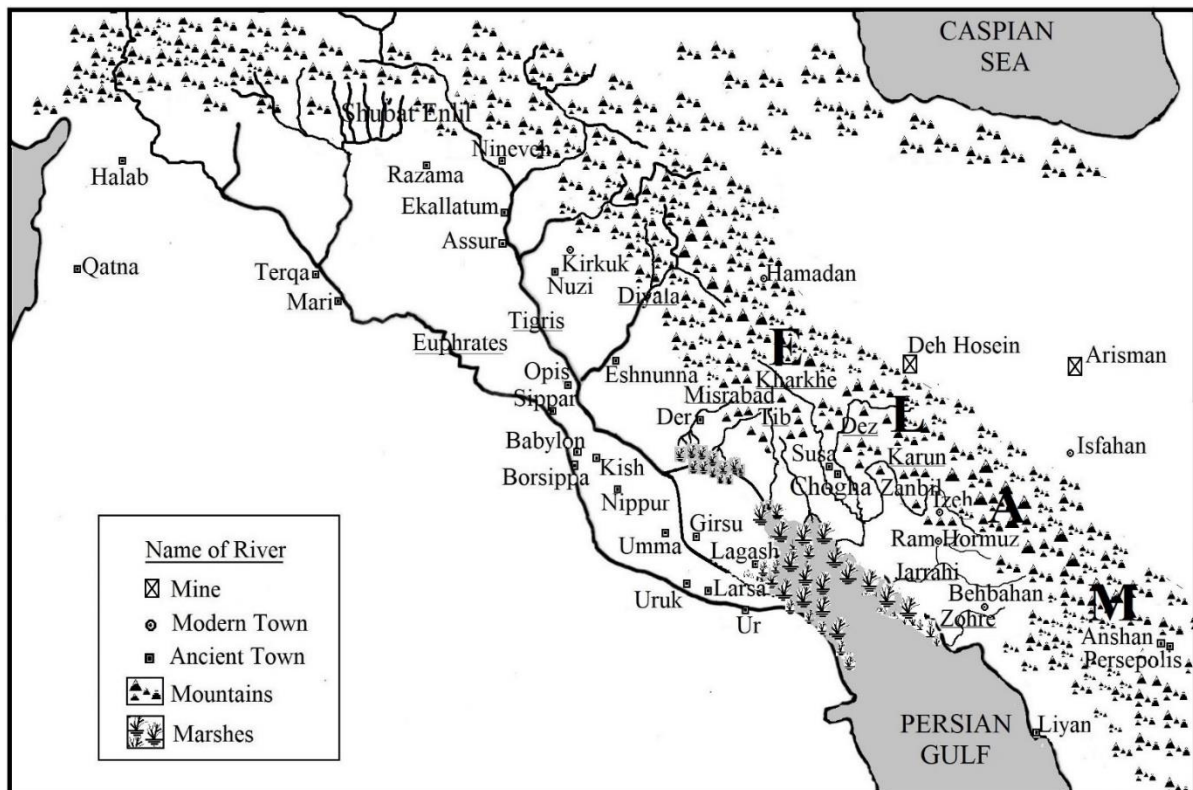 CASPIAN
SEA
Shubat Enlil
Nineveh
Halab
Razama
Ekallatum
Assur
Qatna
Terqa
Kirkuk
Nuzi
Hamadan
Mari
Diyala
Tigris
Euphrates
E
Deh Hosein
Arisman
Opis
Eshnunna
Kharkhe
Sippar
Misrabad
L
Der
Tib
Dez
Babylon
Kish
Susa
Karun
Isfahan
Borsippa
Chogha Zanbil
Nippur
Izeh
A
Girsu
Umma
Lagash
Ram Hormuz
Jarrahi
Uruk
Larsa
Behbahan
M
Ur
Zohre
Anshan
Persepolis
PERSIAN
GULF
Liyan
Name of River
Mine
Modern Town
Ancient Town
Mountains
Marshes